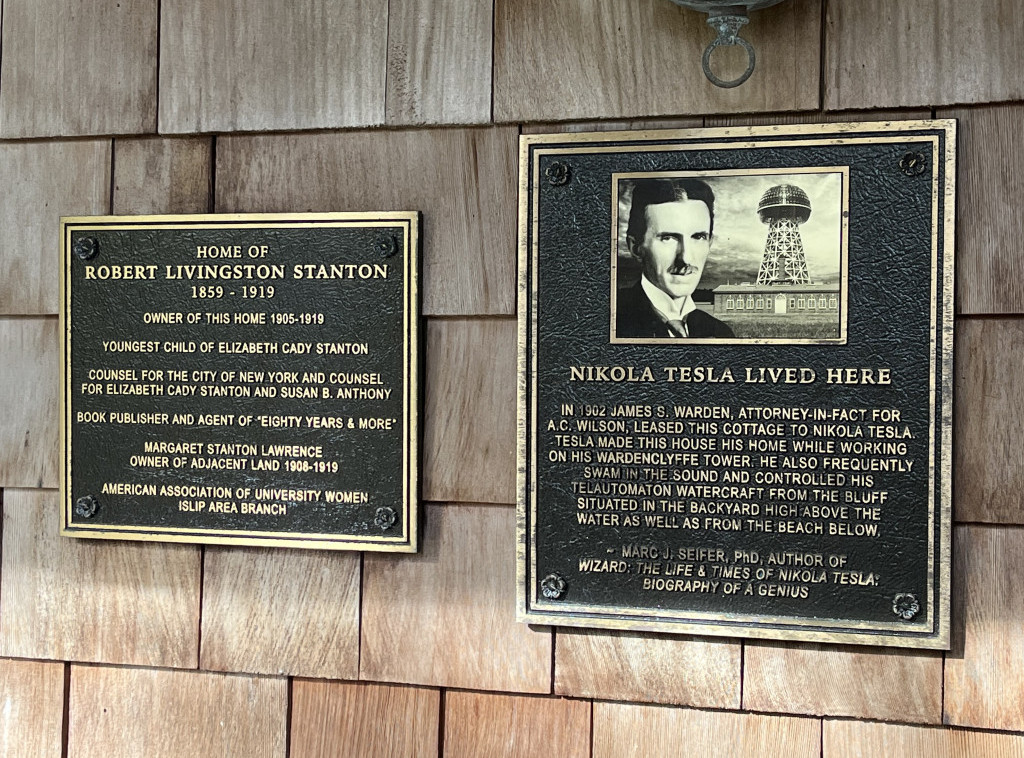 HOME OF
ROBERT LIVINGSTON STANTON
1859 - 1919
OWNER OF THIS HOME 1905-1919
YOUNGEST CHILD OF ELIZABETH CADY STANTON
COUNSEL FOR THE CITY OF NEW YORK AND COUNSEL
FOR ELIZABETH CADY STANTON AND SUSAN B. ANTHONY
BOOK PUBLISHER AND AGENT OF "EIGHTY YEARS & MORE"
MARGARET STANTON LAWRENCE
OWNER OF ADJACENT LAND 1908-1919
AMERICAN ASSOCIATION OF UNIVERSITY WOMEN
ISLIP AREA BRANCH
NIKOLA TESLA LIVED HERE
IN 1902 JAMES S. WARDEN, ATTORNEY-IN-FACT FOR
A.C. WILSON, LEASED THIS COTTAGE TO NIKOLA TESLA.
TESLA MADE THIS HOUSE HIS HOME WHILE WORKING
ON HIS WARDENCLYFFE TOWER. HE ALSO FREQUENTLY
SWAM IN THE SOUND AND CONTROLLED HIS
TELAUTOMATON WATERCRAFT FROM THE BLUFF
SITUATED IN THE BACKYARD HIGH ABOVE THE
WATER AS WELL AS FROM THE BEACH BELOW.
~ MARC J. SEIFER, PhD, AUTHOR OF
WIZARD: THE LIFE & TIMES OF NIKOLA TESLA:
BIOGRAPHY OF A GENIUS